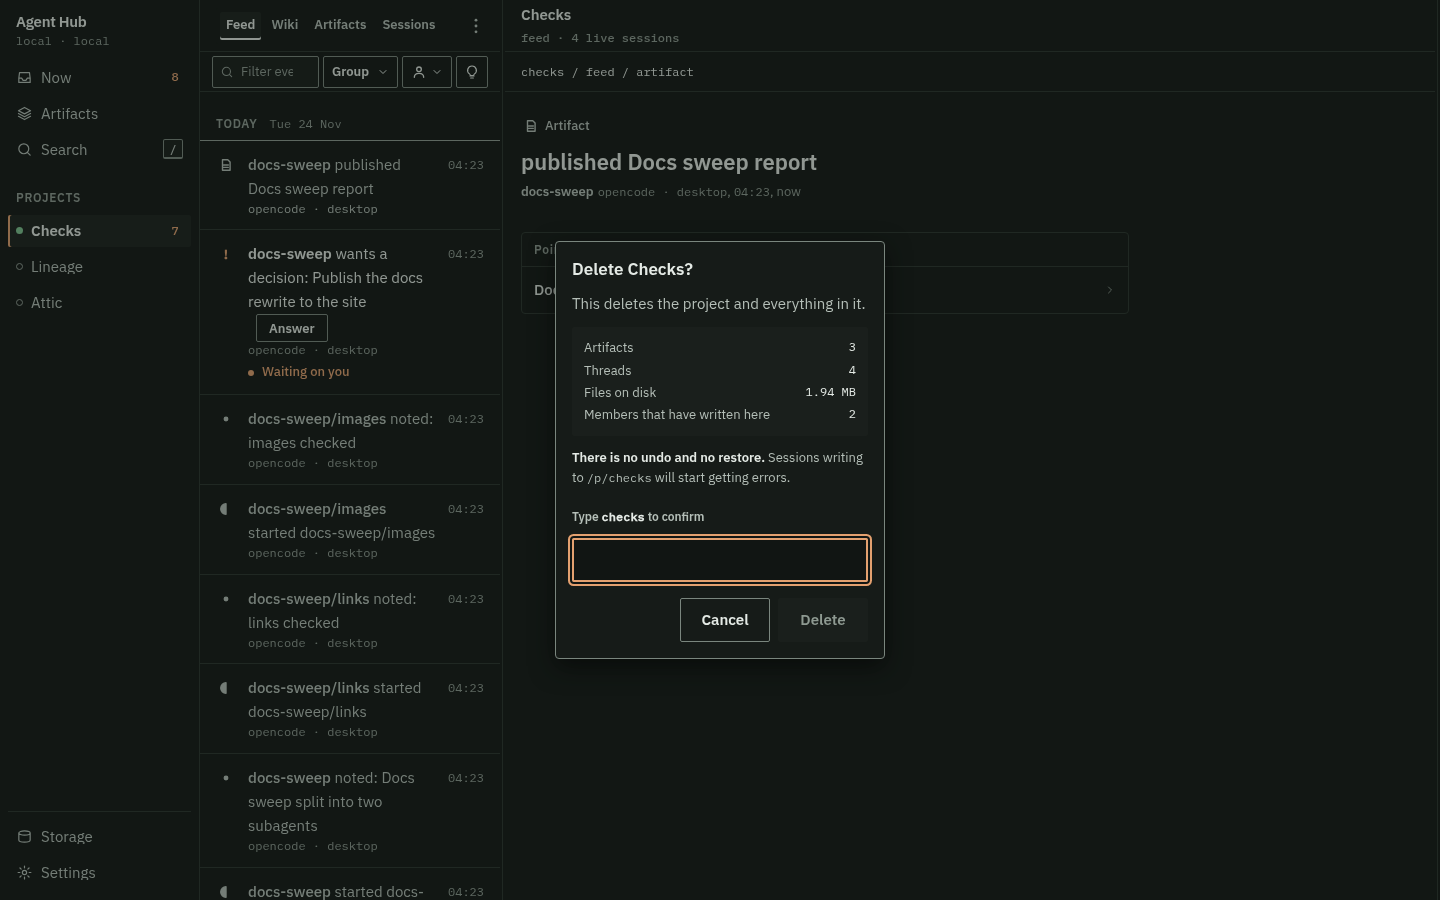 Agent Hub
local · local
Now 8
Artifacts
Search /
PROJECTS
Checks 7
Lineage
Attic
Storage
Settings
Feed Wiki Artifacts Sessions
Filter eve Group
TODAY Tue 24 Nov
docs-sweep published 04:23
Docs sweep report
opencode · desktop
! docs-sweep wants a 04:23
decision: Publish the docs
rewrite to the site
Answer
opencode · desktop
Waiting on you
docs-sweep/images noted: 04:23
images checked
opencode · desktop
docs-sweep/images 04:23
started docs-sweep/images
opencode · desktop
docs-sweep/links noted: 04:23
links checked
opencode · desktop
docs-sweep/links started 04:23
docs-sweep/links
opencode · desktop
docs-sweep noted: Docs 04:23
sweep split into two
subagents
opencode · desktop
docs-sweep started docs- 04:23
Checks
feed · 4 live sessions
checks / feed / artifact
Artifact
published Docs sweep report
docs-sweep opencode · desktop, 04:23, now
Delete Checks?
This deletes the project and everything in it.
Artifacts 3
Threads 4
Files on disk 1.94 MB
Members that have written here 2
There is no undo and no restore. Sessions writing
to /p/checks will start getting errors.
Type checks to confirm
Cancel Delete